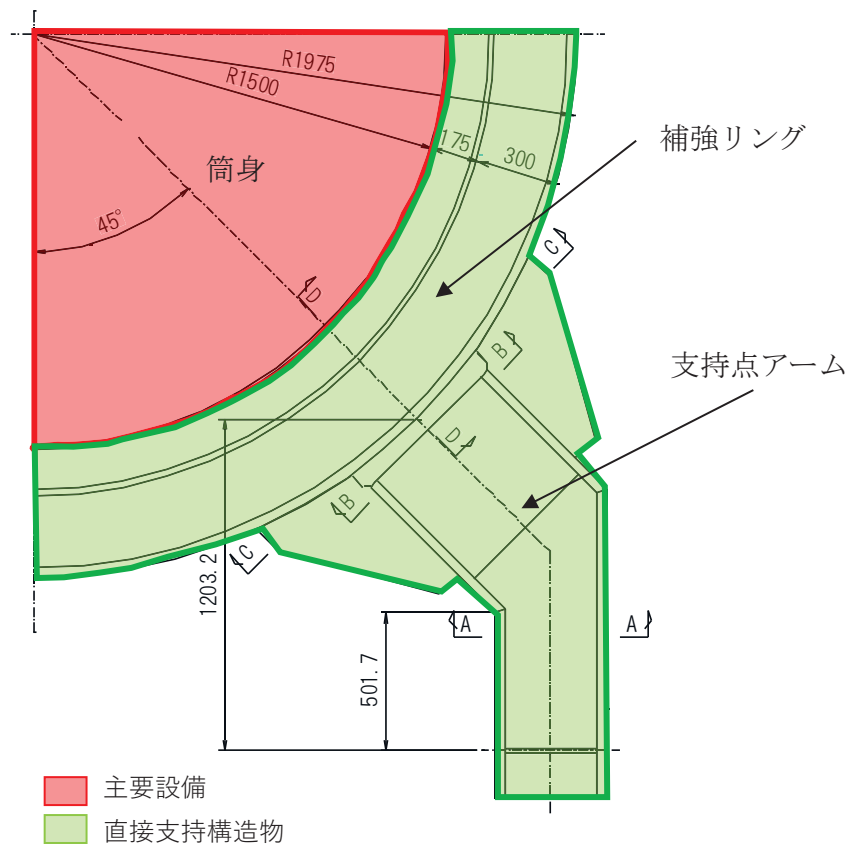 R1975
R1500
175
300
補強リング
筒身
45°
C
D
B
支持点アーム
D
B
C
1203.2
A
A
501.7
主要設備
直接支持構造物